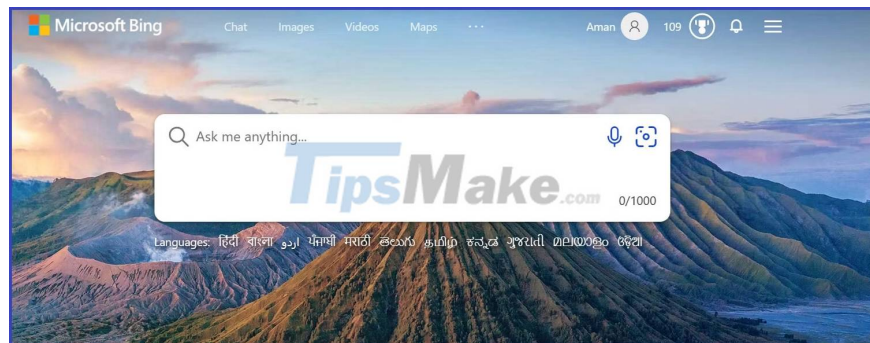 Microsoft Bing Chat Images Videos Maps ... Aman 109
Ask me anything...
TipsMake.com
0/1000
Languages: हिंदी বাংলা اردو ਪੰਜਾਬੀ मराठी తెలుగు தமிழ் ಕನ್ನಡ ગુજરાતી മലയാളം ଓଡ଼ିଆ